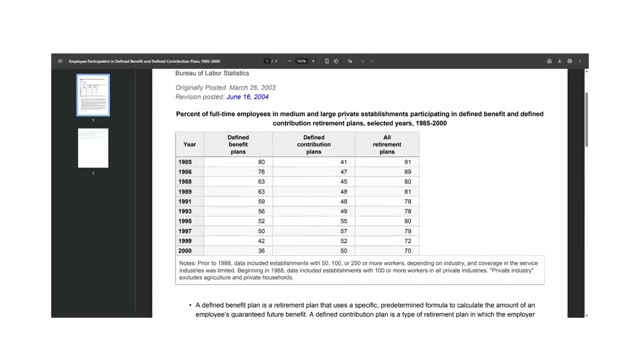 Employee Participation in Defined Benefit and Defined Contribution Plans, 1985-2000
1 / 2
Bureau of Labor Statistics
Originally Posted: March 26, 2003
Revision posted: June 16, 2004
Percent of full-time employees in medium and large private establishments participating in defined benefit and defined
contribution retirement plans, selected years, 1985-2000
Year Defined benefit plans Defined contribution plans All retirement plans
1985 80 41 91
1986 76 47 89
1988 63 45 80
1989 63 48 81
1991 59 48 78
1993 56 49 78
1995 52 55 80
1997 50 57 79
1999 42 52 72
2000 36 50 70
Notes: Prior to 1988, data included establishments with 50, 100, or 250 or more workers, depending on industry, and coverage in the service
industries was limited. Beginning in 1988, data included establishments with 100 or more workers in all private industries. "Private industry"
excludes agriculture and private households.
• A defined benefit plan is a retirement plan that uses a specific, predetermined formula to calculate the amount of an
employee's guaranteed future benefit. A defined contribution plan is a type of retirement plan in which the employer
1
2